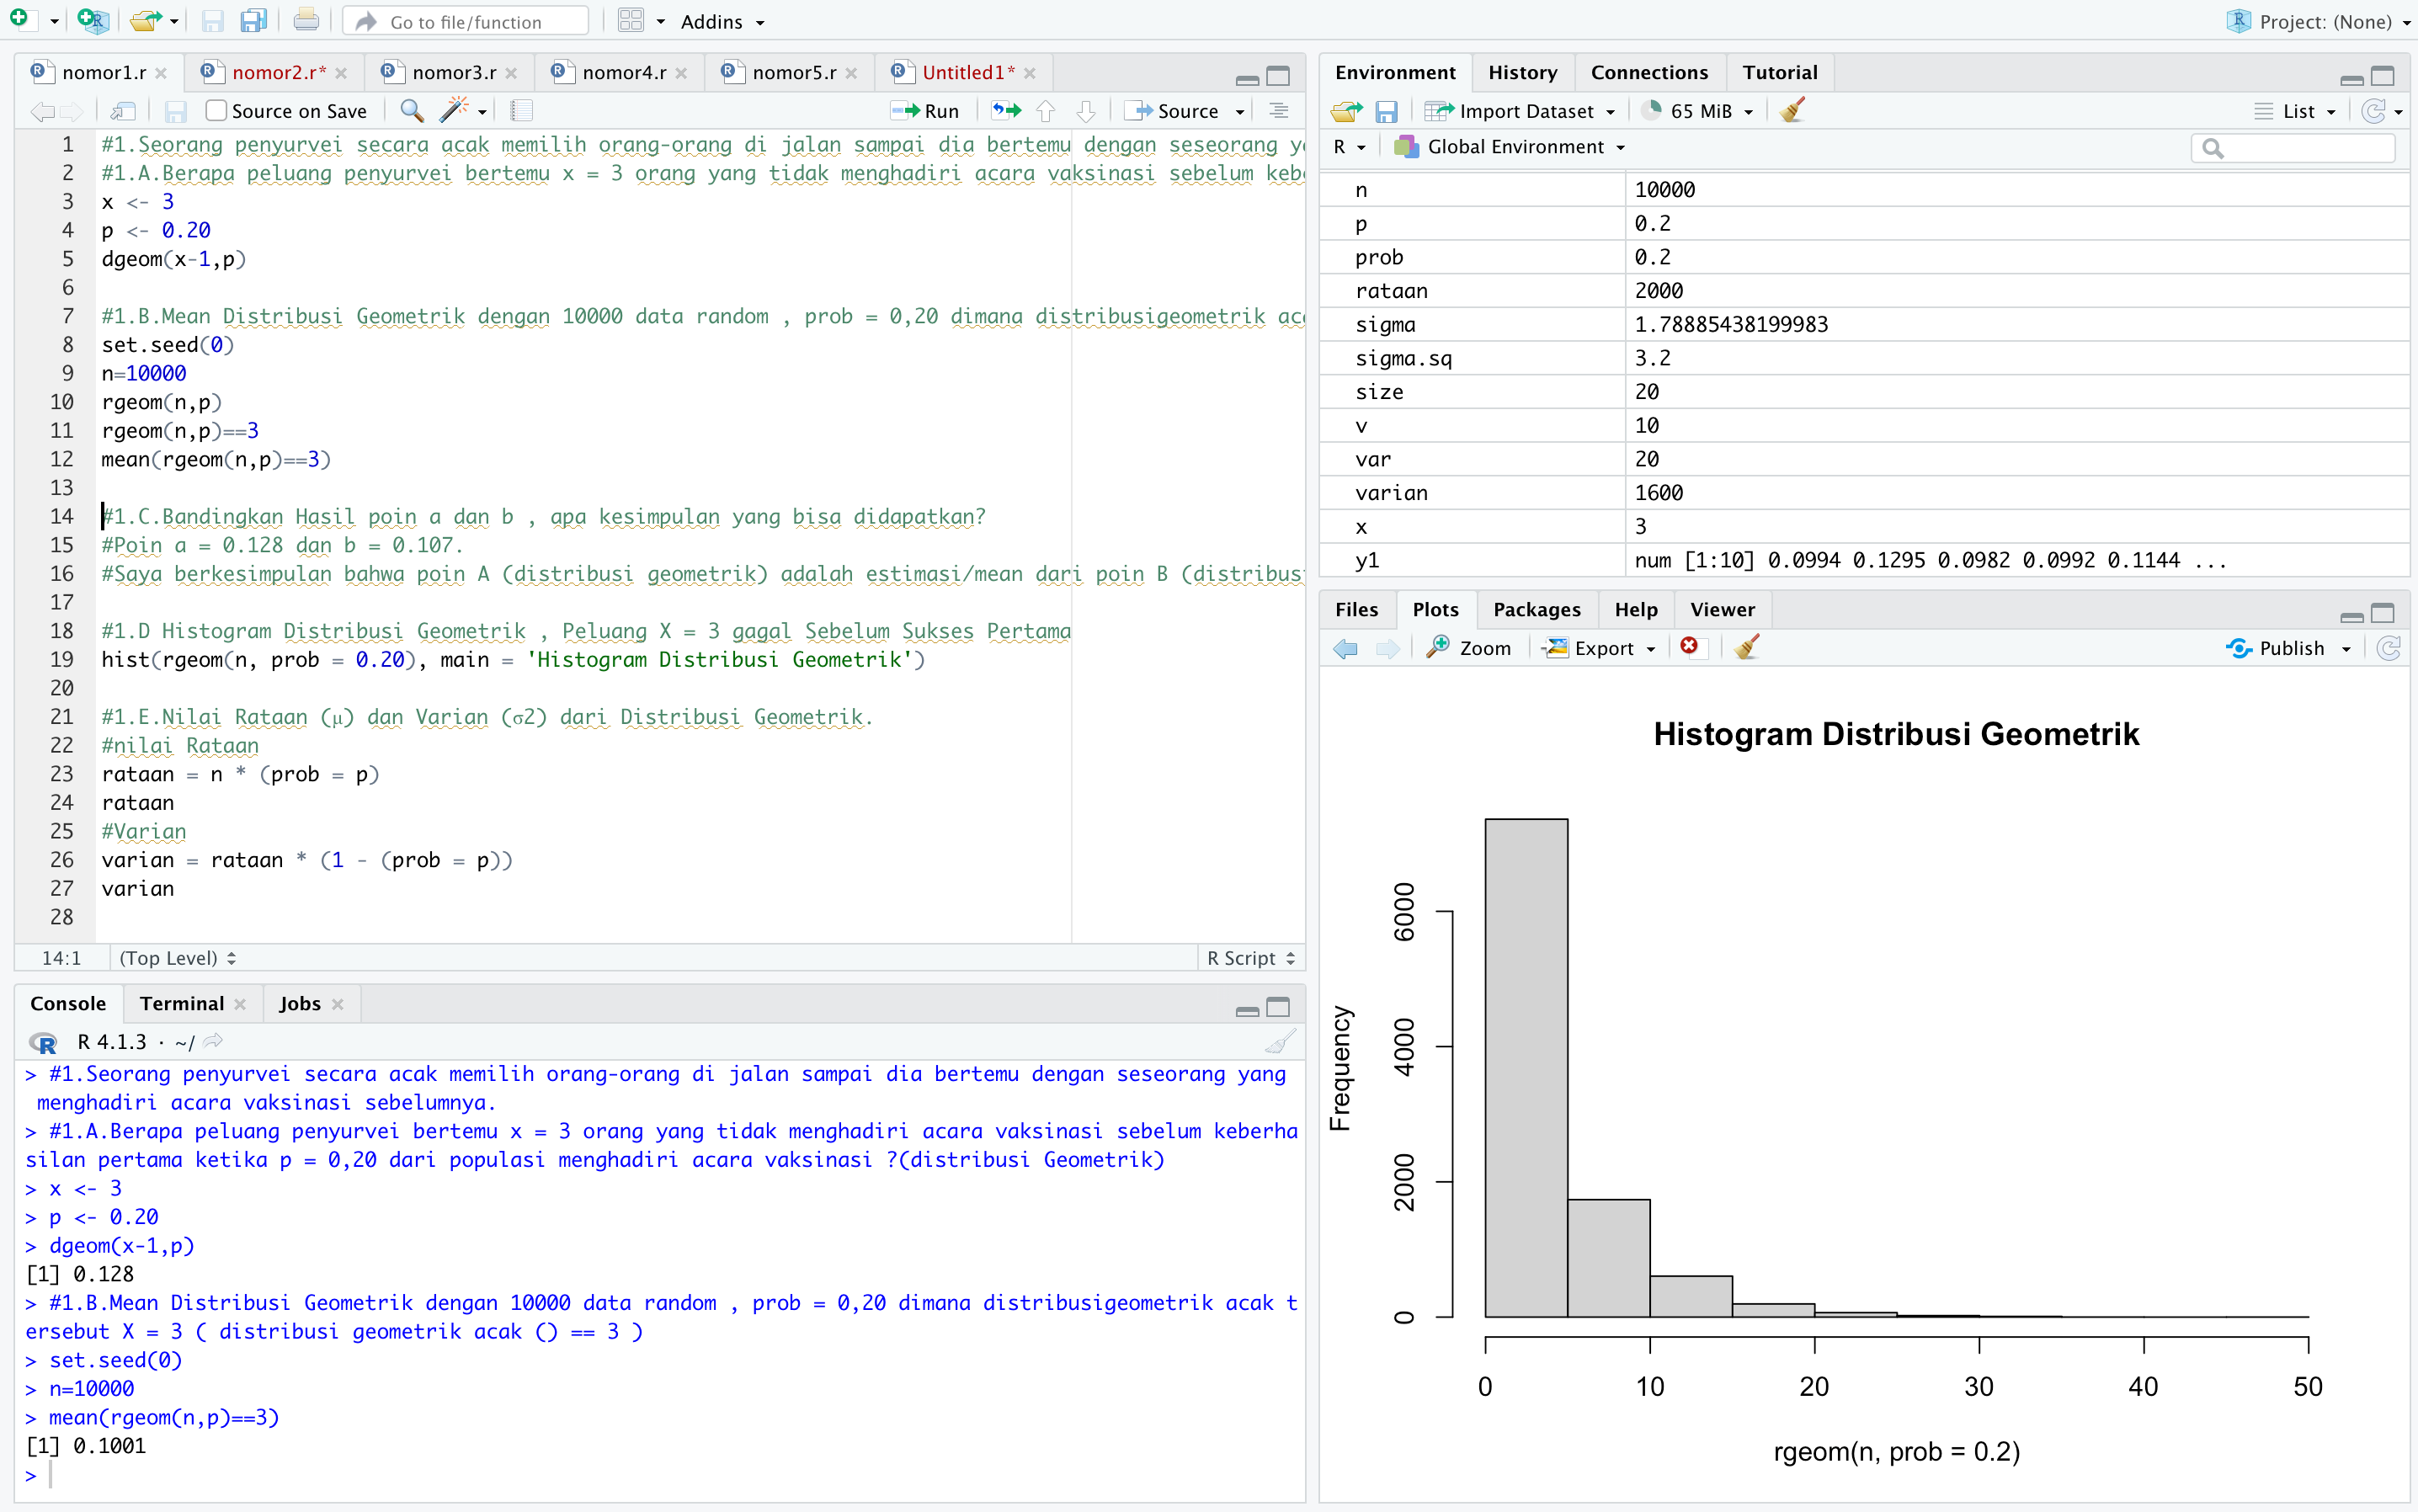 Go to file/function
Addins
Project: (None)
nomor1.r
nomor2.r*
nomor3.r
nomor4.r
nomor5.r
Untitled1*
Source on Save
Run
Source
1 #1.Seorang penyurvei secara acak memilih orang-orang di jalan sampai dia bertemu dengan seseorang y
2 #1.A.Berapa peluang penyurvei bertemu x = 3 orang yang tidak menghadiri acara vaksinasi sebelum keb
3 x <- 3
4 p <- 0.20
5 dgeom(x-1,p)
6
7 #1.B.Mean Distribusi Geometrik dengan 10000 data random , prob = 0,20 dimana distribusigeometrik ac
8 set.seed(0)
9 n=10000
10 rgeom(n,p)
11 rgeom(n,p)==3
12 mean(rgeom(n,p)==3)
13
14 #1.C.Bandingkan Hasil poin a dan b , apa kesimpulan yang bisa didapatkan?
15 #Poin a = 0.128 dan b = 0.107.
16 #Saya berkesimpulan bahwa poin A (distribusi geometrik) adalah estimasi/mean dari poin B (distribus
17
18 #1.D Histogram Distribusi Geometrik , Peluang X = 3 gagal Sebelum Sukses Pertama
19 hist(rgeom(n, prob = 0.20), main = 'Histogram Distribusi Geometrik')
20
21 #1.E.Nilai Rataan (μ) dan Varian (σ2) dari Distribusi Geometrik.
22 #nilai Rataan
23 rataan = n * (prob = p)
24 rataan
25 #Varian
26 varian = rataan * (1 - (prob = p))
27 varian
28
14:1 (Top Level)
R Script
Console
Terminal
Jobs
R 4.1.3 · ~/
> #1.Seorang penyurvei secara acak memilih orang-orang di jalan sampai dia bertemu dengan seseorang yang
menghadiri acara vaksinasi sebelumnya.
> #1.A.Berapa peluang penyurvei bertemu x = 3 orang yang tidak menghadiri acara vaksinasi sebelum keberha
silan pertama ketika p = 0,20 dari populasi menghadiri acara vaksinasi ?(distribusi Geometrik)
> x <- 3
> p <- 0.20
> dgeom(x-1,p)
[1] 0.128
> #1.B.Mean Distribusi Geometrik dengan 10000 data random , prob = 0,20 dimana distribusigeometrik acak t
ersebut X = 3 ( distribusi geometrik acak () == 3 )
> set.seed(0)
> n=10000
> mean(rgeom(n,p)==3)
[1] 0.1001
>
Environment
History
Connections
Tutorial
Import Dataset
65 MiB
List
R
Global Environment
n 10000
p 0.2
prob 0.2
rataan 2000
sigma 1.78885438199983
sigma.sq 3.2
size 20
v 10
var 20
varian 1600
x 3
y1 num [1:10] 0.0994 0.1295 0.0982 0.0992 0.1144 ...
Files
Plots
Packages
Help
Viewer
Zoom
Export
Publish
Histogram Distribusi Geometrik
Frequency
6000
4000
2000
0
0 10 20 30 40 50
rgeom(n, prob = 0.2)